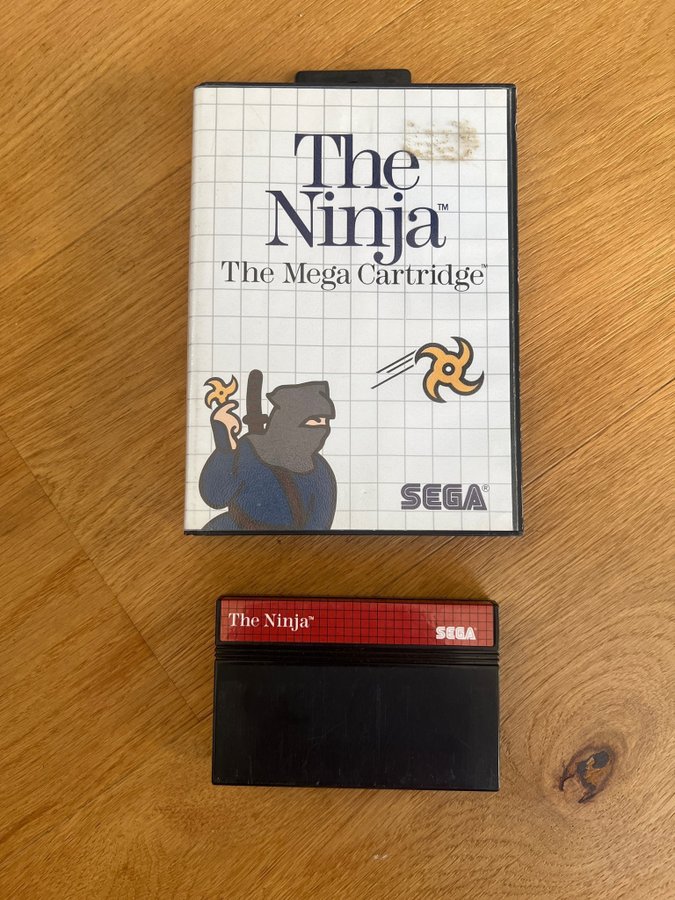 The
Ninja™
The Mega Cartridge™
SEGA®
The Ninja™
SEGA